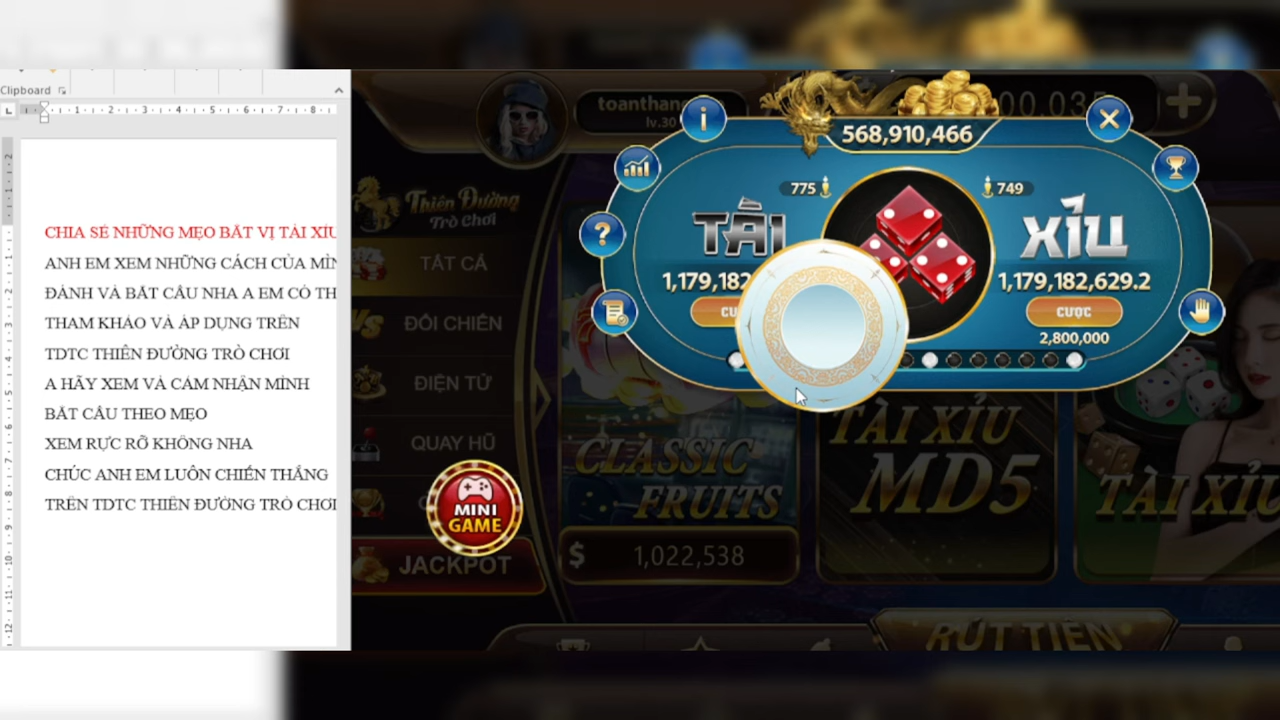 Clipboard
CHIA SẺ NHỮNG MẸO BẮT VỊ TÀI XỈU
ANH EM XEM NHỮNG CÁCH CỦA MÌN
ĐÁNH VÀ BẮT CẦU NHA A EM CÓ TH
THAM KHẢO VÀ ÁP DỤNG TRÊN
TDTC THIÊN ĐƯỜNG TRÒ CHƠI
A HÃY XEM VÀ CẢM NHẬN MÌNH
BẮT CẦU THEO MẸO
XEM RỰC RỠ KHÔNG NHA
CHÚC ANH EM LUÔN CHIẾN THẮNG
TRÊN TDTC THIÊN ĐƯỜNG TRÒ CHƠI
toanthan
lv.30
568,910,466
775
749
TÀI
XỈU
1,179,182
1,179,182,629.2
CƯỢC
2,800,000
Thiên Đường
Trò Chơi
TẤT CẢ
ĐỐI CHIẾN
ĐIỆN TỬ
QUAY HŨ
MINI
GAME
JACKPOT
CLASSIC
FRUITS
$ 1,022,538
TÀI XỈU
MD5
TÀI XỈU
RÚT TIỀN